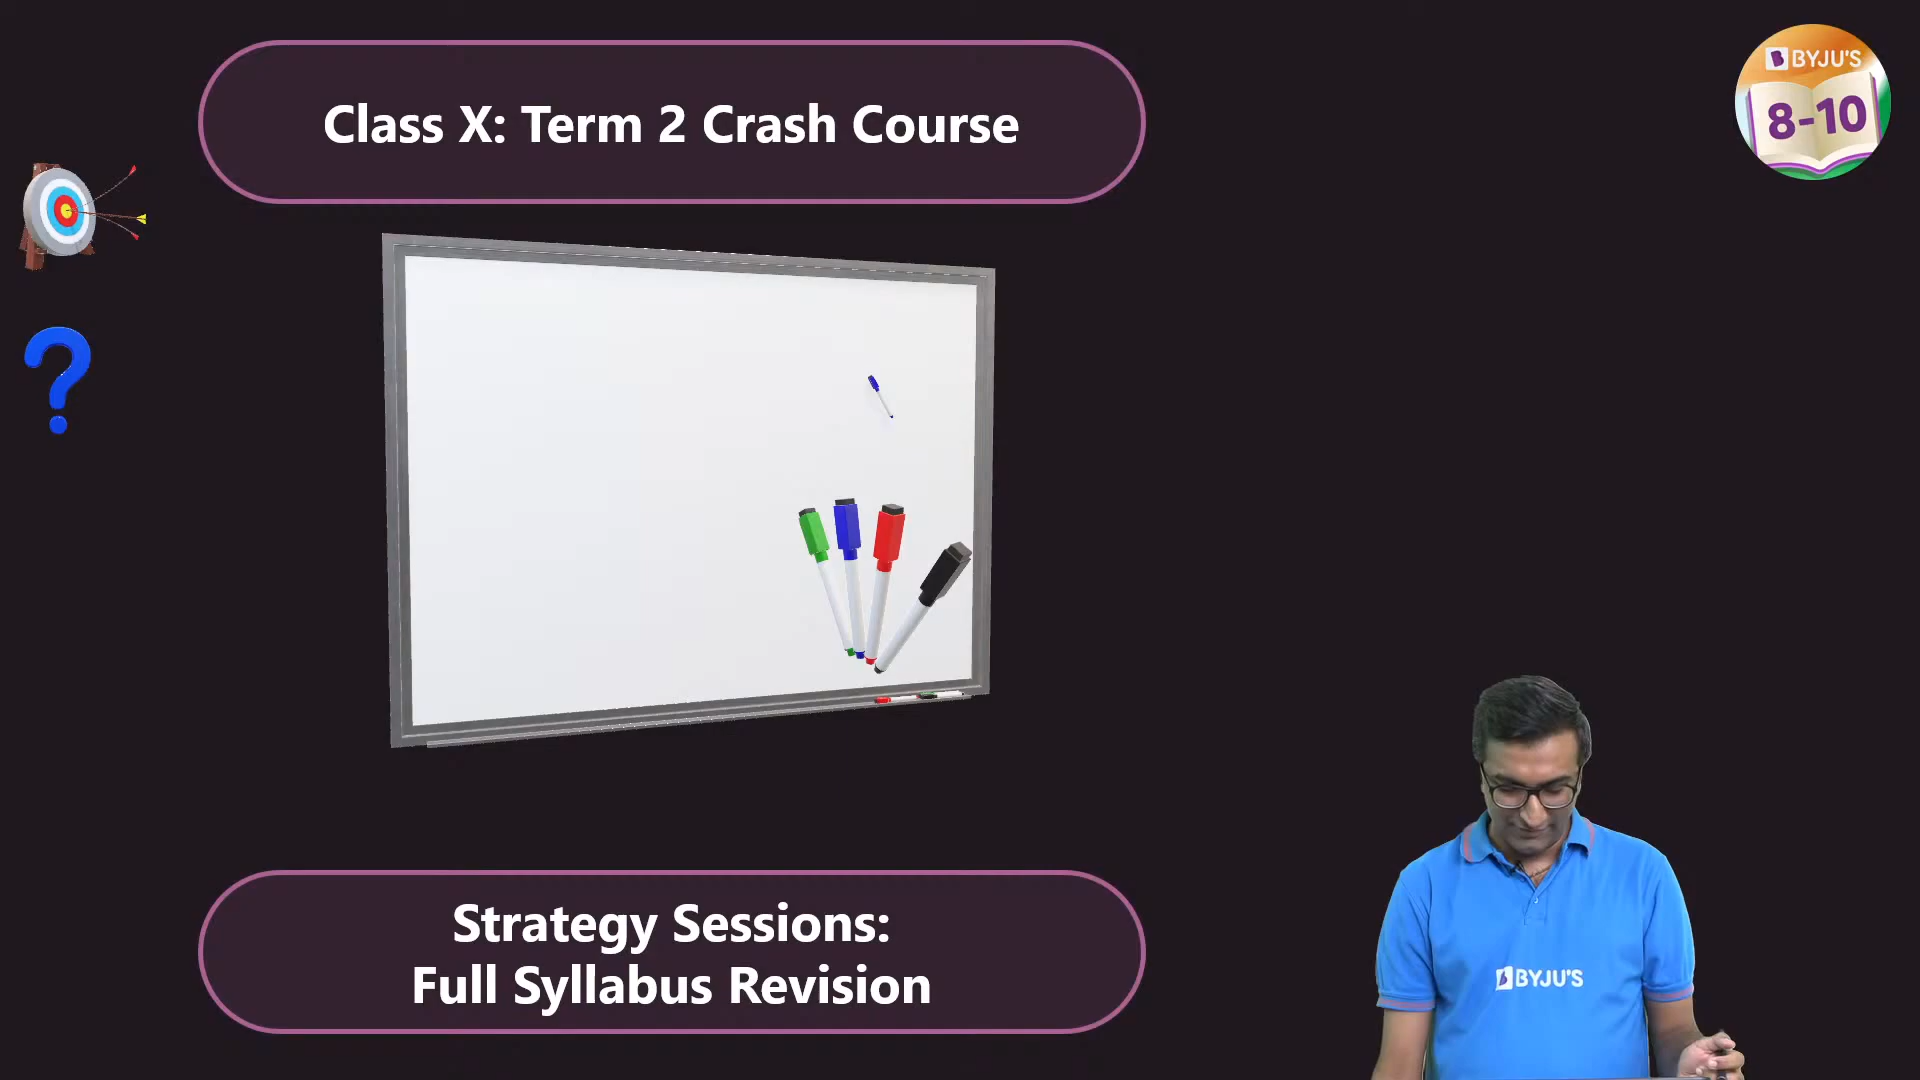 Class X: Term 2 Crash Course
BYJU'S
8-10
Strategy Sessions:
Full Syllabus Revision
BYJU'S